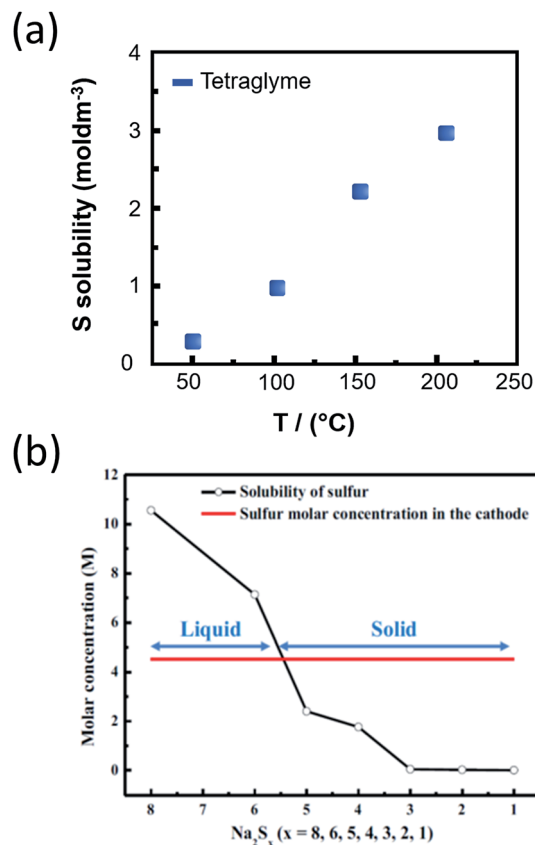 (a)
S solubility (moldm⁻³)
4
3
2
1
0
Tetraglyme
50 100 150 200 250
T / (°C)
(b)
Molar concentration (M)
12
10
8
6
4
2
0
Solubility of sulfur
Sulfur molar concentration in the cathode
Liquid Solid
8 7 6 5 4 3 2 1
Na₂Sₓ (x = 8, 6, 5, 4, 3, 2, 1)